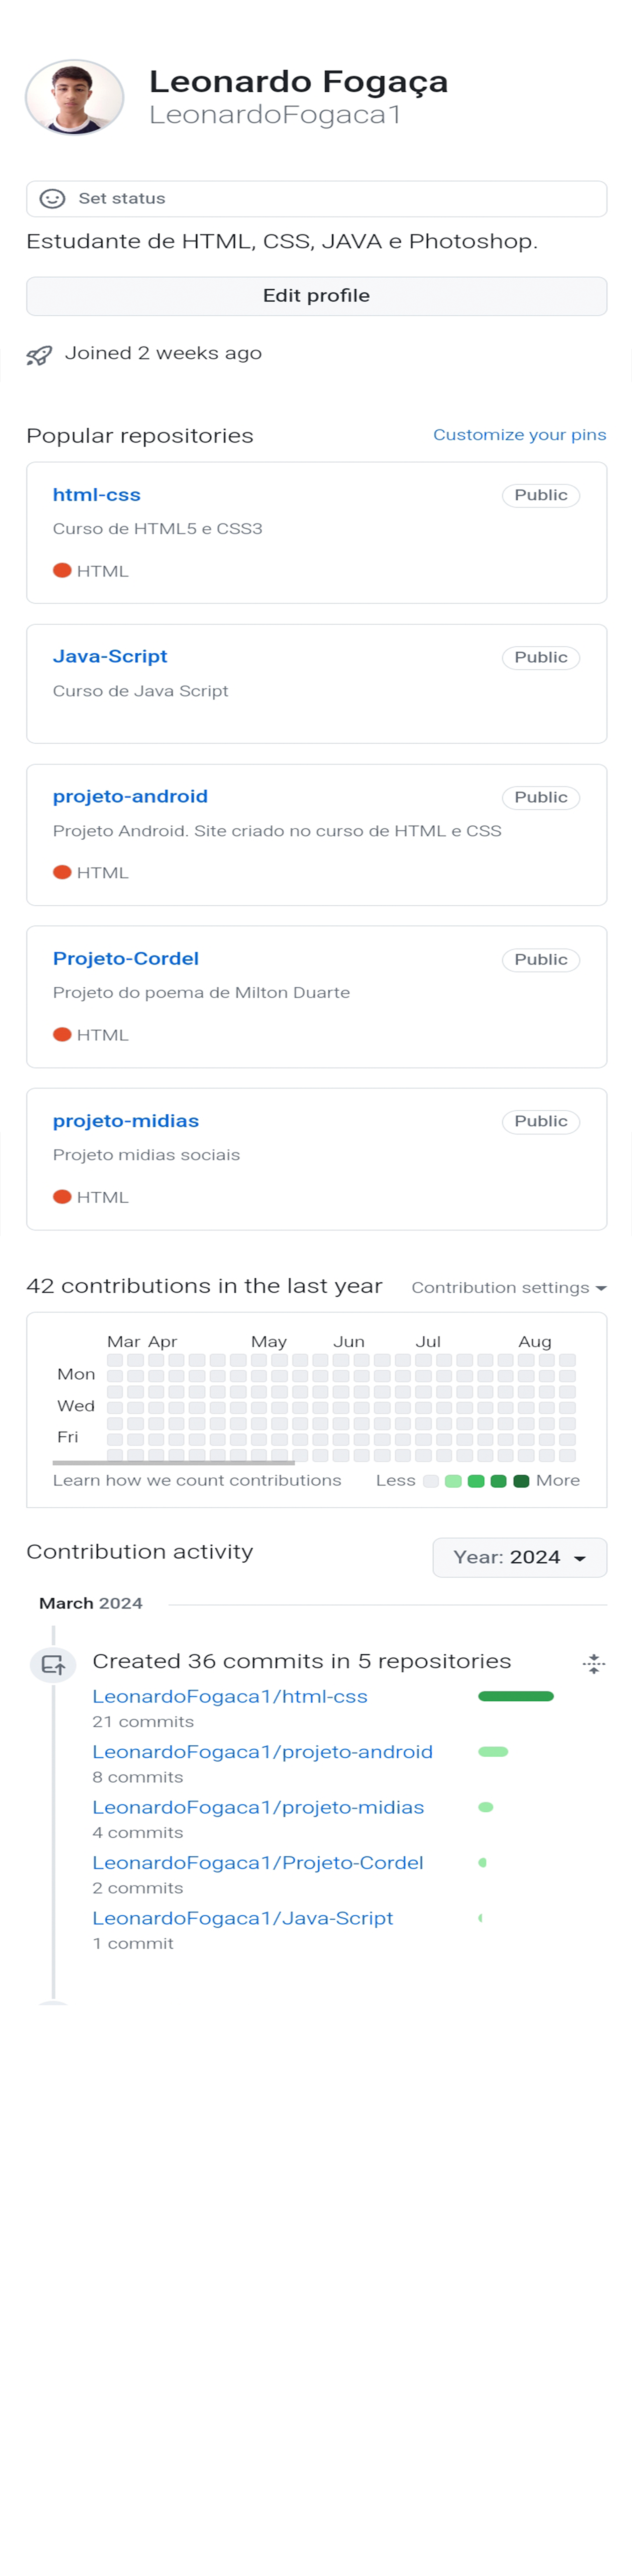 Leonardo Fogaça
LeonardoFogaca1
Set status
Estudante de HTML, CSS, JAVA e Photoshop.
Edit profile
Joined 2 weeks ago
Popular repositories
Customize your pins
html-css
Public
Curso de HTML5 e CSS3
HTML
Java-Script
Public
Curso de Java Script
projeto-android
Public
Projeto Android. Site criado no curso de HTML e CSS
HTML
Projeto-Cordel
Public
Projeto do poema de Milton Duarte
HTML
projeto-midias
Public
Projeto midias sociais
HTML
42 contributions in the last year
Contribution settings
Mar Apr May Jun Jul Aug
Mon
Wed
Fri
Learn how we count contributions
Less
More
Contribution activity
Year: 2024
March 2024
Created 36 commits in 5 repositories
LeonardoFogaca1/html-css
21 commits
LeonardoFogaca1/projeto-android
8 commits
LeonardoFogaca1/projeto-midias
4 commits
LeonardoFogaca1/Projeto-Cordel
2 commits
LeonardoFogaca1/Java-Script
1 commit